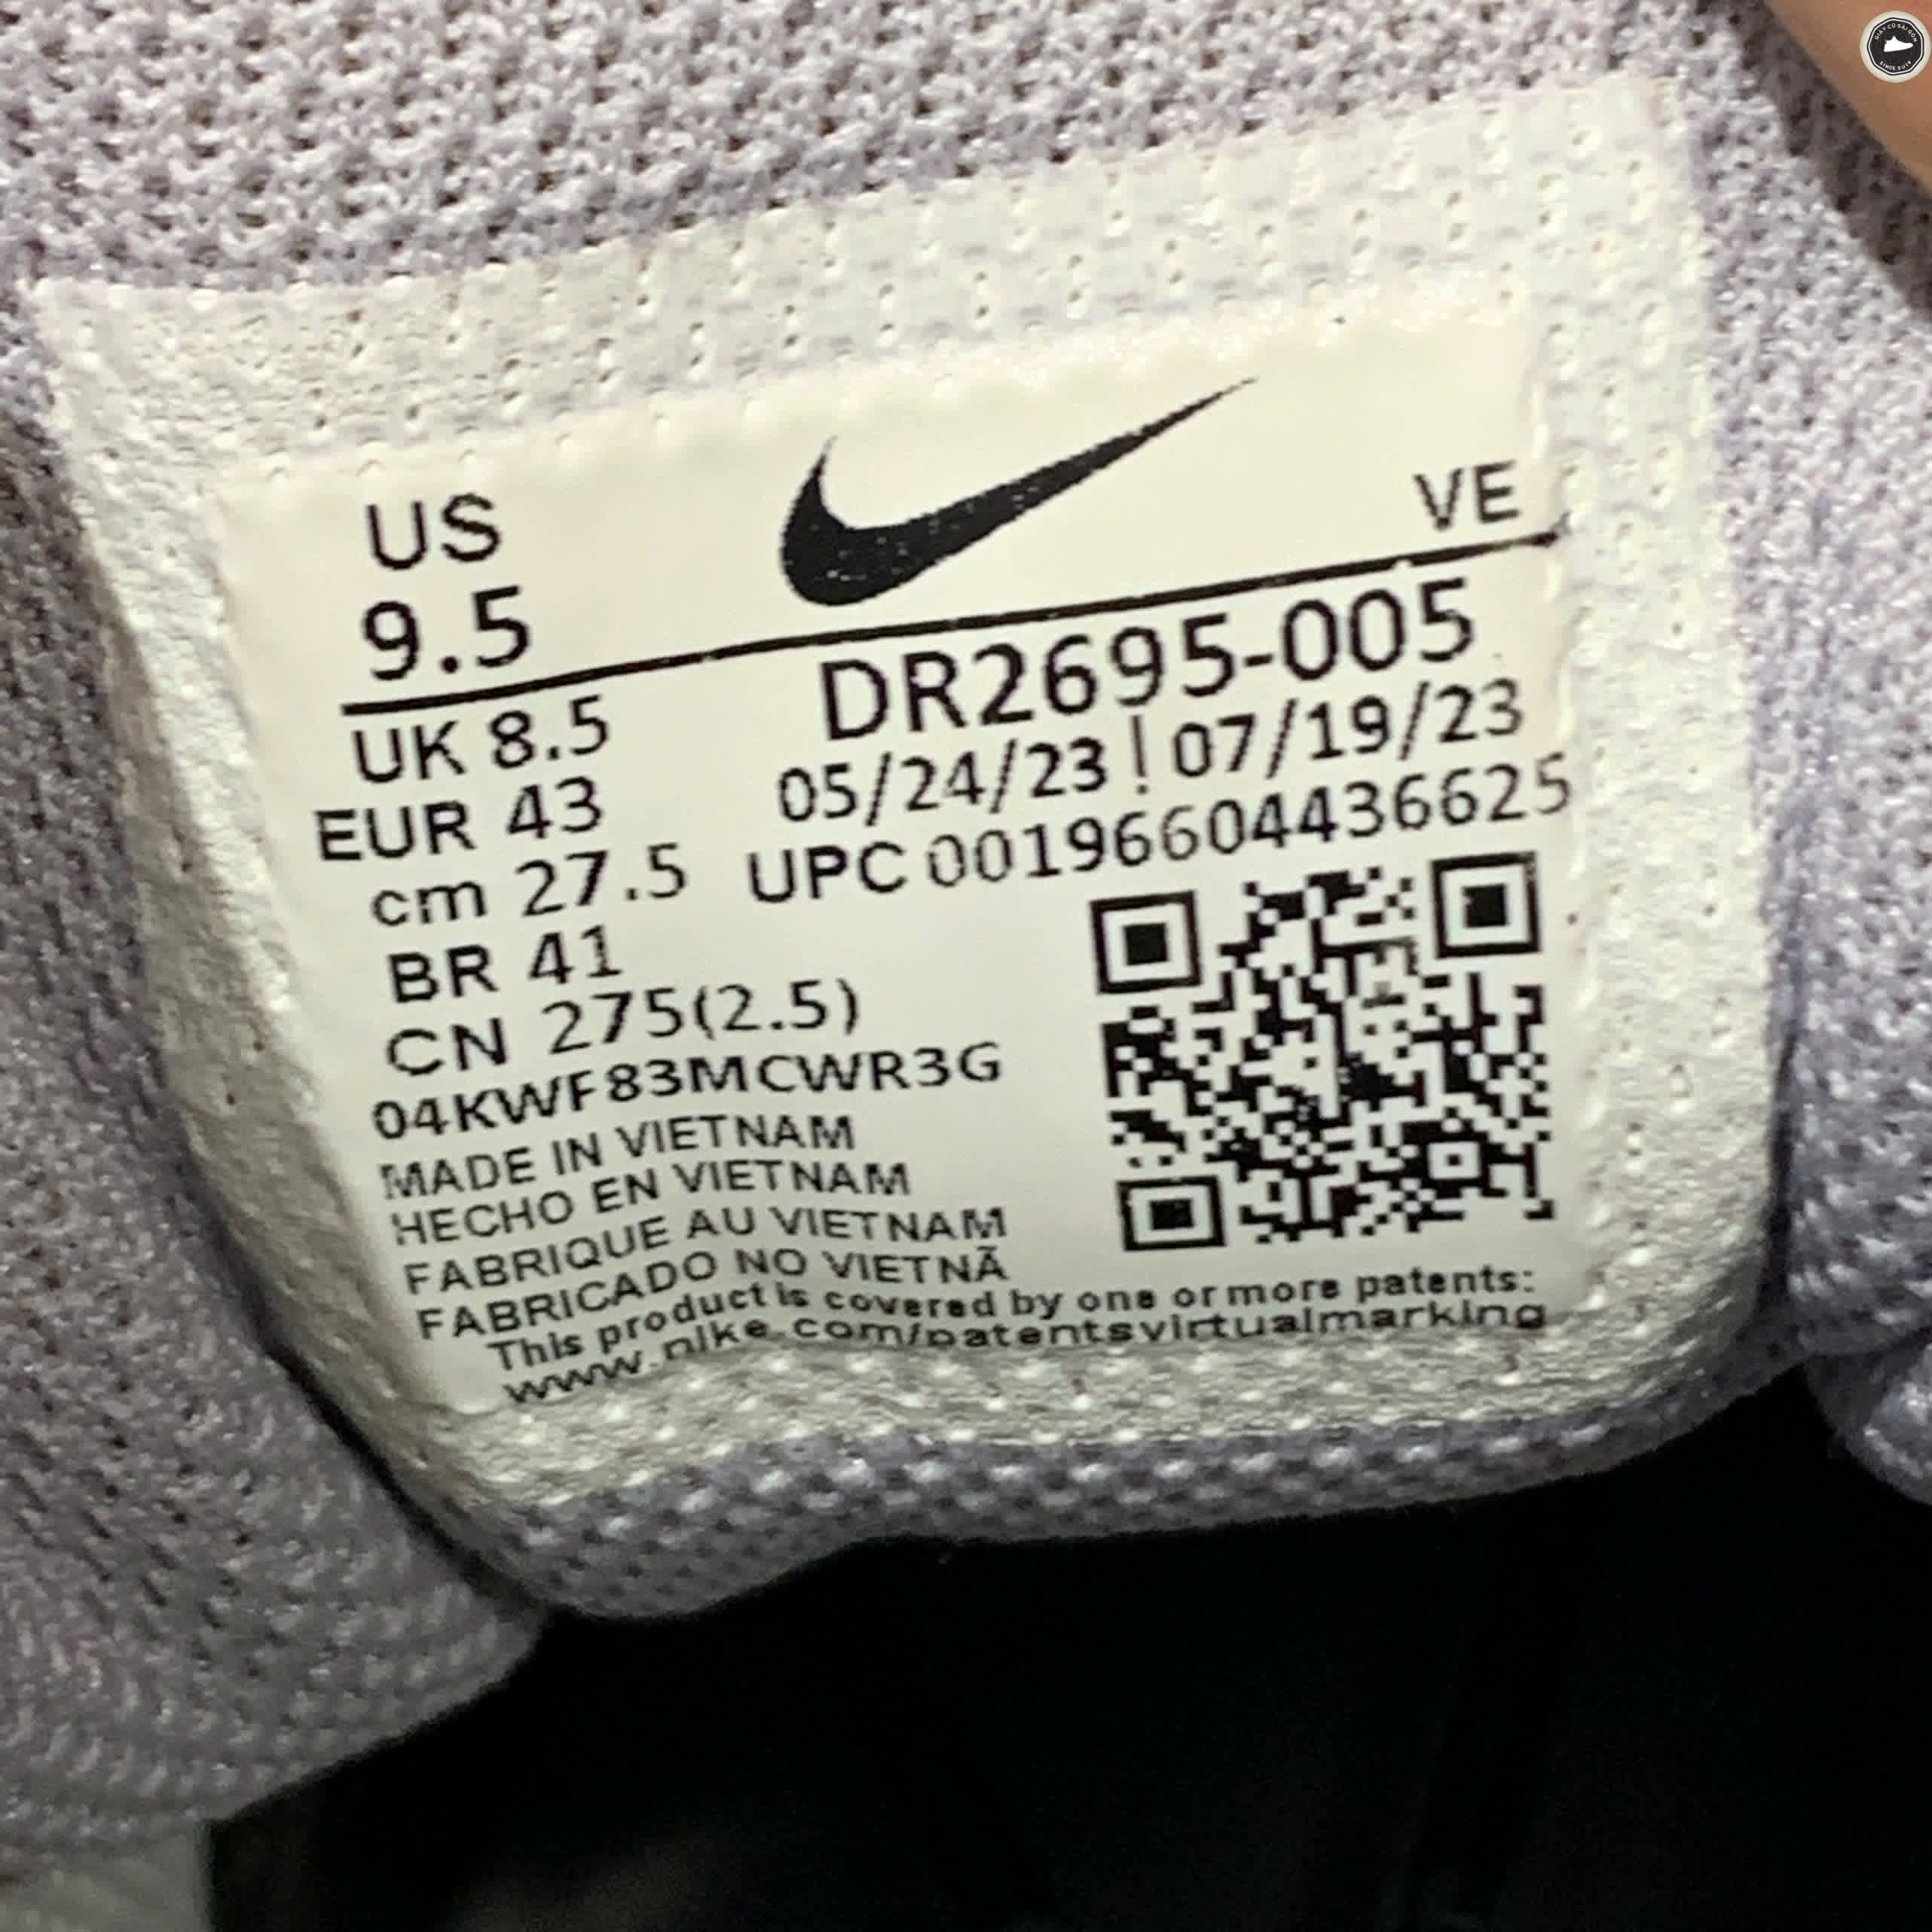 US
9.5
VE
UK 8.5
EUR 43
cm 27.5
BR 41
CN 275(2.5)
DR2695-005
05/24/23 | 07/19/23
UPC 00196604436625
04KWF83MCWR3G
MADE IN VIETNAM
HECHO EN VIETNAM
FABRIQUE AU VIETNAM
FABRICADO NO VIETNÃ
This product is covered by one or more patents:
www.nike.com/patentsvirtualmarking
SINCE 2019